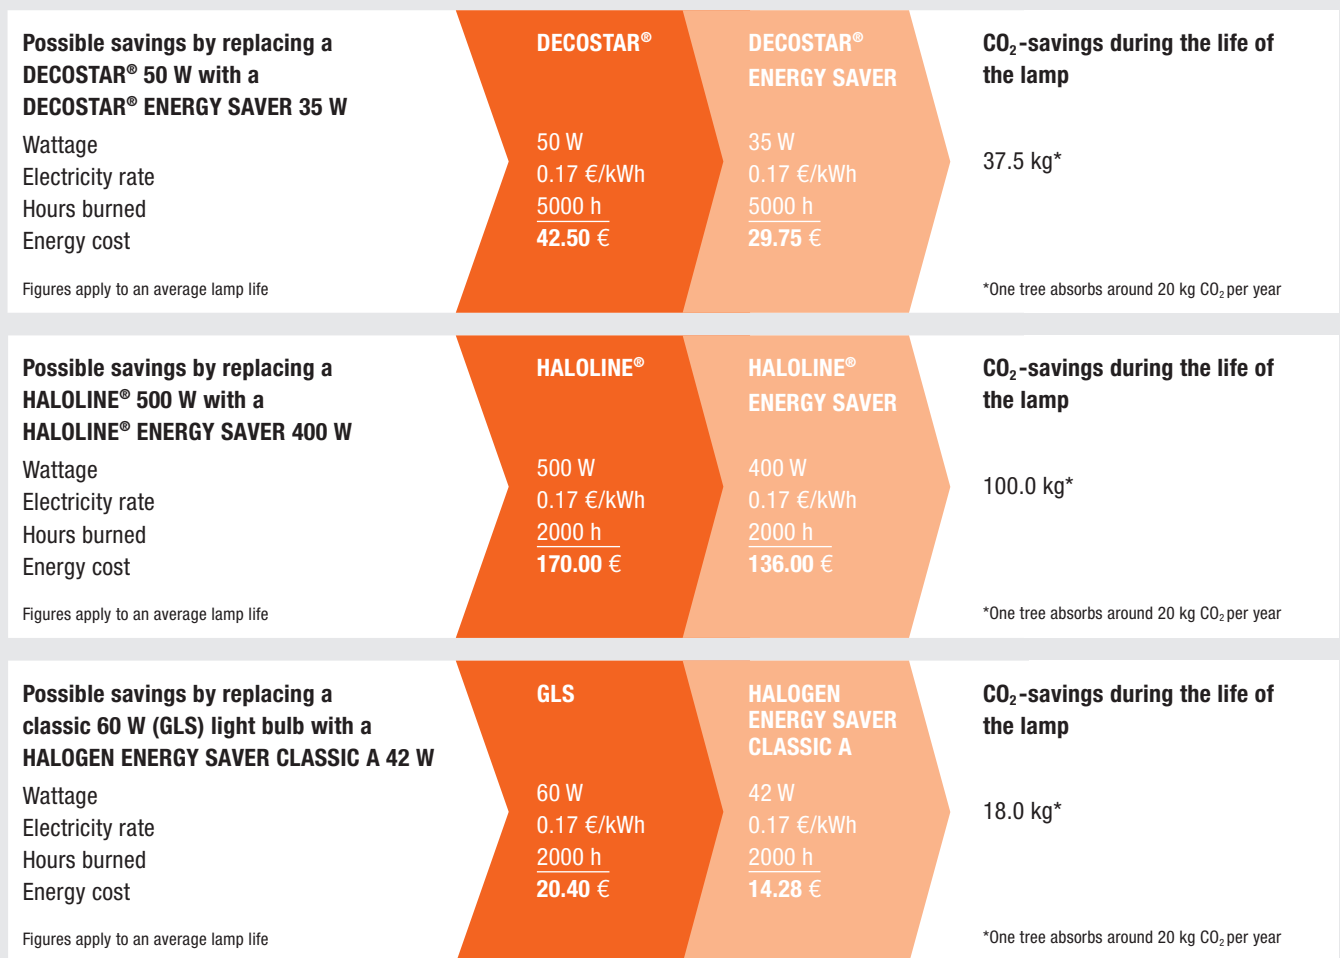 Possible savings by replacing a
DECOSTAR® 50 W with a
DECOSTAR® ENERGY SAVER 35 W
Wattage
Electricity rate
Hours burned
Energy cost
Figures apply to an average lamp life
DECOSTAR®
50 W
0.17 €/kWh
5000 h
42.50 €
DECOSTAR®
ENERGY SAVER
35 W
0.17 €/kWh
5000 h
29.75 €
CO₂-savings during the life of
the lamp
37.5 kg*
*One tree absorbs around 20 kg CO₂ per year
Possible savings by replacing a
HALOLINE® 500 W with a
HALOLINE® ENERGY SAVER 400 W
Wattage
Electricity rate
Hours burned
Energy cost
Figures apply to an average lamp life
HALOLINE®
500 W
0.17 €/kWh
2000 h
170.00 €
HALOLINE®
ENERGY SAVER
400 W
0.17 €/kWh
2000 h
136.00 €
CO₂-savings during the life of
the lamp
100.0 kg*
*One tree absorbs around 20 kg CO₂ per year
Possible savings by replacing a
classic 60 W (GLS) light bulb with a
HALOGEN ENERGY SAVER CLASSIC A 42 W
Wattage
Electricity rate
Hours burned
Energy cost
Figures apply to an average lamp life
GLS
60 W
0.17 €/kWh
2000 h
20.40 €
HALOGEN
ENERGY SAVER
CLASSIC A
42 W
0.17 €/kWh
2000 h
14.28 €
CO₂-savings during the life of
the lamp
18.0 kg*
*One tree absorbs around 20 kg CO₂ per year